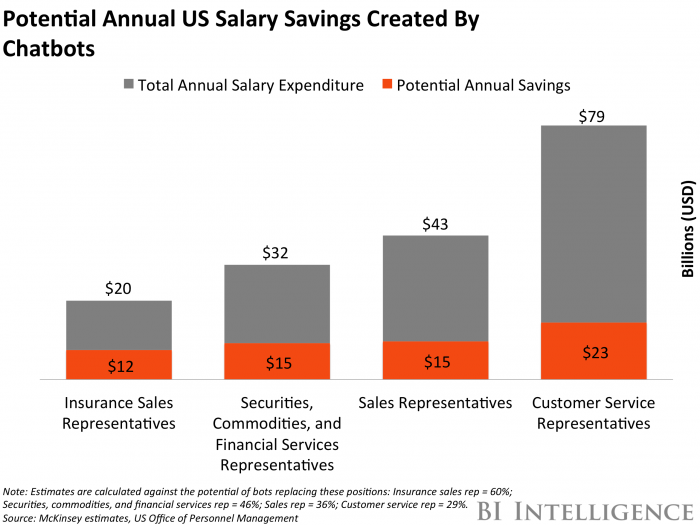 Potential Annual US Salary Savings Created By
Chatbots
Total Annual Salary Expenditure Potential Annual Savings
$79
$43
$32
$20
$12
$15
$15
$23
Billions (USD)
Insurance Sales
Representatives
Securities,
Commodities, and
Financial Services
Representatives
Sales Representatives
Customer Service
Representatives
Note: Estimates are calculated against the potential of bots replacing these positions: Insurance sales rep = 60%;
Securities, commodities, and financial services rep = 46%; Sales rep = 36%; Customer service rep = 29%.
Source: McKinsey estimates, US Office of Personnel Management
BI INTELLIGENCE